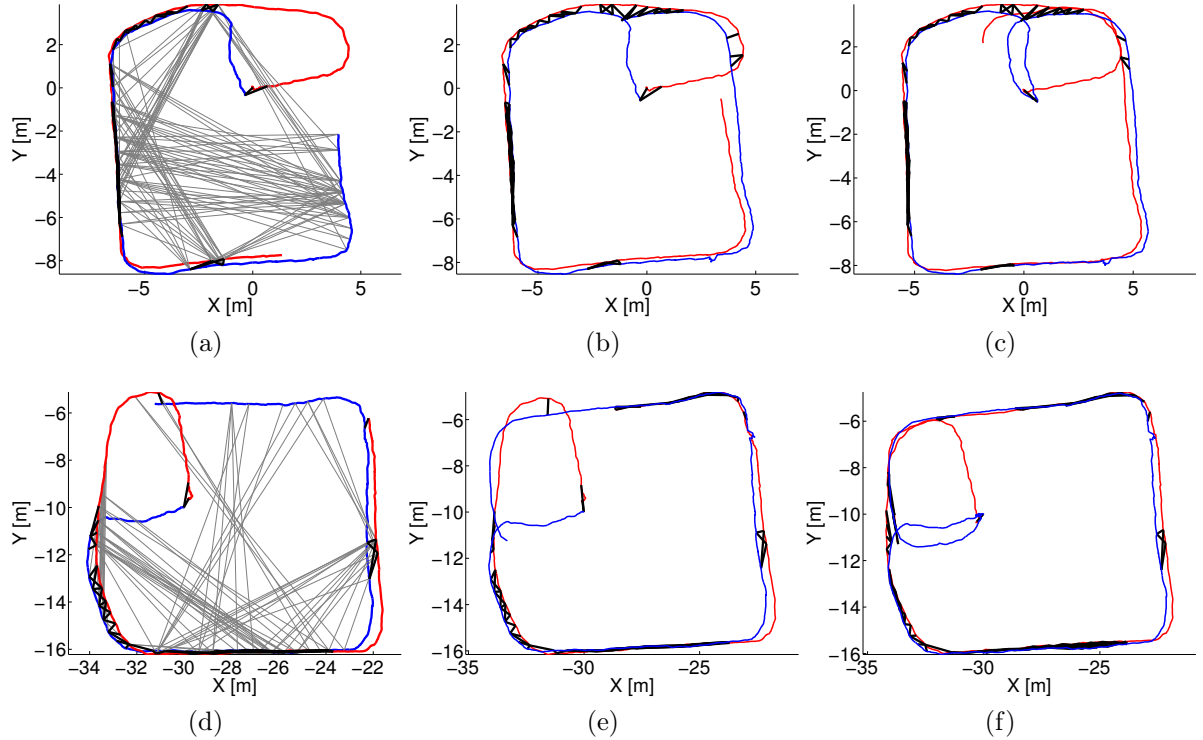 2 2 2
0 0 0
−2 −2 −2
Y [m] Y [m] Y [m]
−4 −4 −4
−6 −6 −6
−8 −8 −8
−5 0 5 −5 0 5 −5 0 5
X [m] X [m] X [m]
(a) (b) (c)
−6 −6 −6
−8 −8 −8
−10 −10 −10
Y [m] Y [m] Y [m]
−12 −12 −12
−14 −14 −14
−16 −16 −16
−34 −32 −30 −28 −26 −24 −22 −35 −30 −25 −35 −30 −25
X [m] X [m] X [m]
(d) (e) (f)